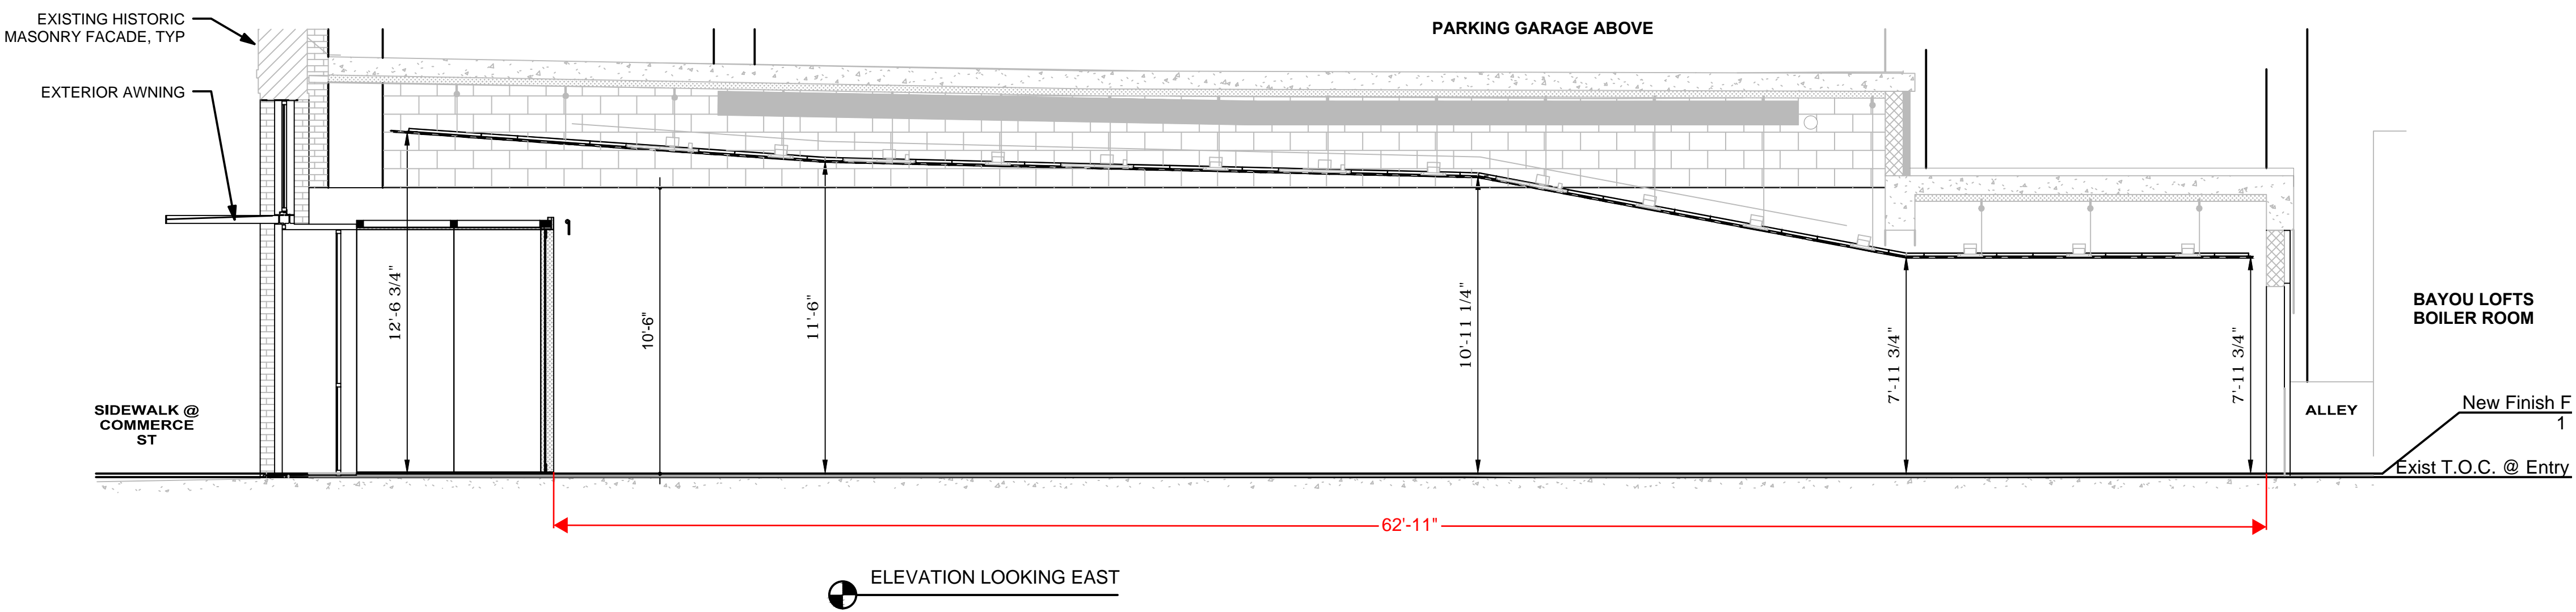 EXISTING HISTORIC
MASONRY FACADE, TYP
PARKING GARAGE ABOVE
EXTERIOR AWNING
12'-6 3/4"
10'-6"
11'-6"
10'-11 1/4"
7'-11 3/4"
7'-11 3/4"
BAYOU LOFTS
BOILER ROOM
SIDEWALK @
COMMERCE
ST
ALLEY
New Finish F
1
Exist T.O.C. @ Entry
62'-11"
ELEVATION LOOKING EAST